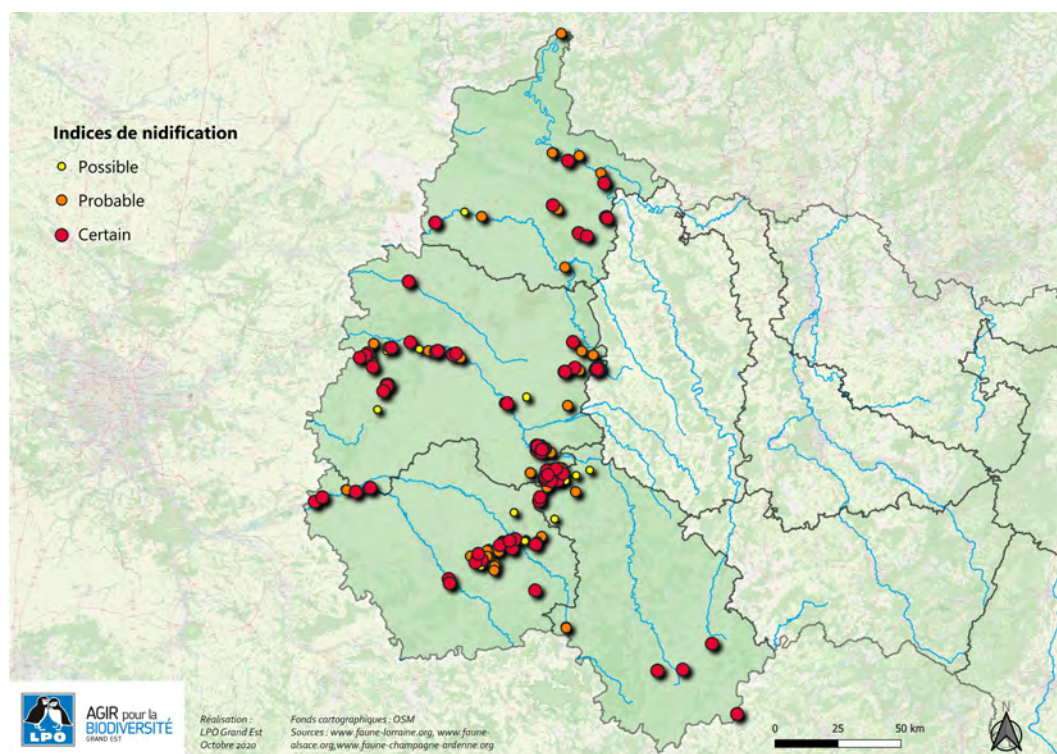 Indices de nidification
Possible
Probable
Certain
LPO
AGIR pour la
BIODIVERSITÉ
GRAND EST
Réalisation :
LPO Grand Est
Octobre 2020
Fonds cartographiques : OSM
Sources : www.faune-lorraine.org, www.faune-
alsace.org,www.faune-champagne-ardenne.org
0 25 50 km
N